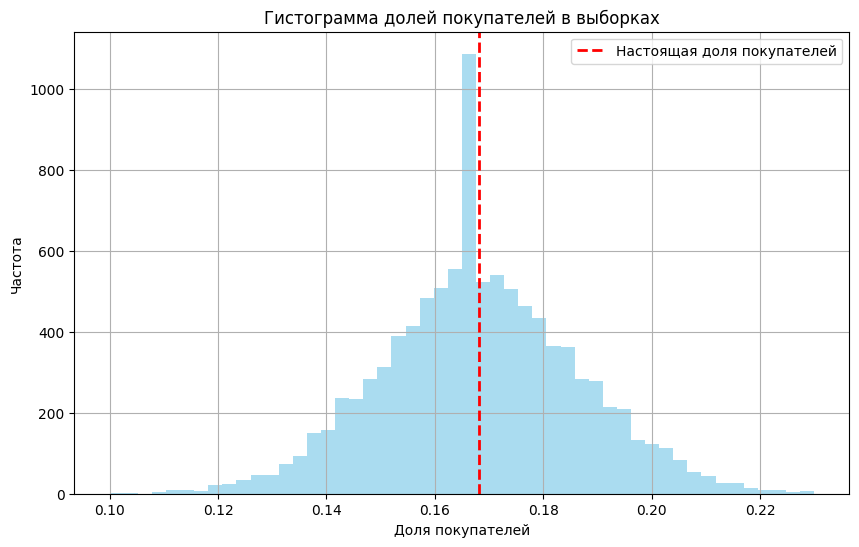 Гистограмма долей покупателей в выборках
Настоящая доля покупателей
Частота
1000
800
600
400
200
0
0.10 0.12 0.14 0.16 0.18 0.20 0.22
Доля покупателей